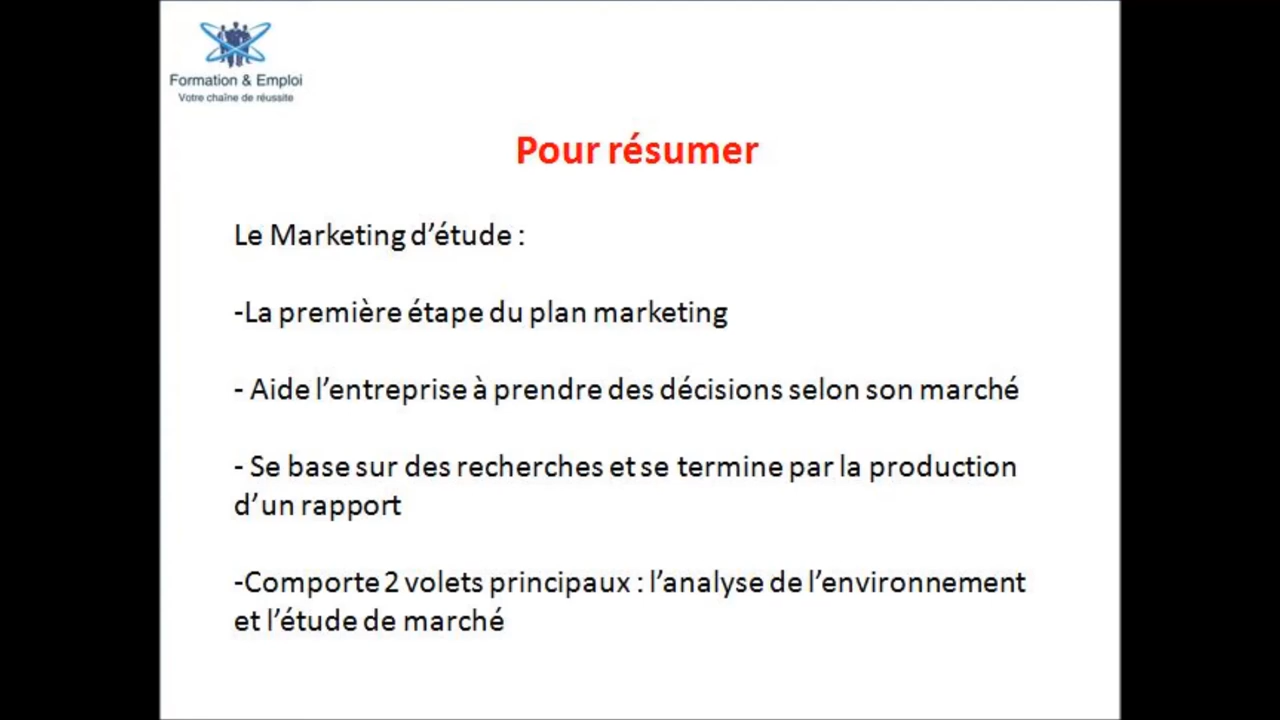 Formation & Emploi
Votre chaîne de réussite
Pour résumer
Le Marketing d’étude :
-La première étape du plan marketing
- Aide l’entreprise à prendre des décisions selon son marché
- Se base sur des recherches et se termine par la production
d’un rapport
-Comporte 2 volets principaux : l’analyse de l’environnement
et l’étude de marché